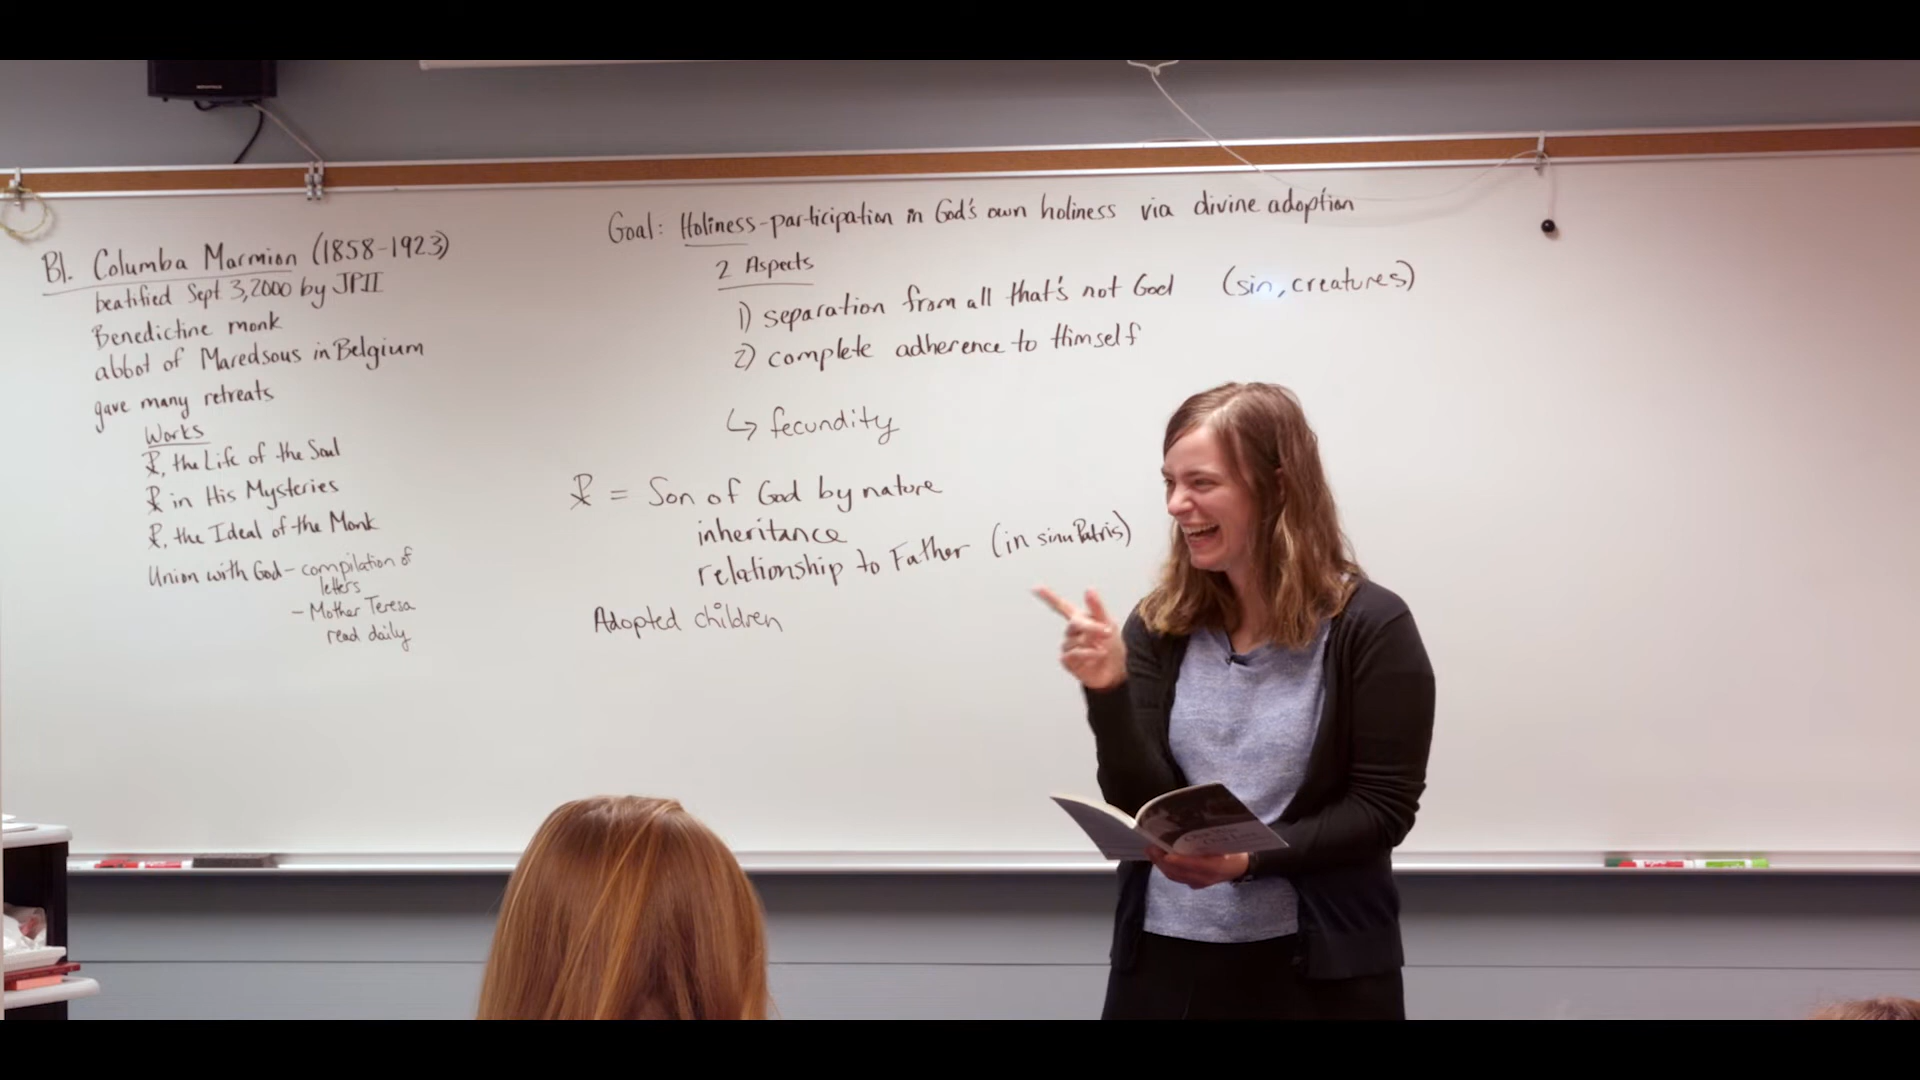 Bl. Columba Marmion (1858-1923)
beatified Sept 3, 2000 by JPII
Benedictine monk
abbot of Maredsous in Belgium
gave many retreats
Works
☧, the Life of the Soul
☧ in His Mysteries
☧, the Ideal of the Monk
Union with God - compilation of
letters
- Mother Teresa
read daily
Goal: Holiness - participation in God's own holiness via divine adoption
2 Aspects
1) separation from all that's not God (sin, creatures)
2) complete adherence to Himself
↳ fecundity
☧ = Son of God by nature
inheritance
relationship to Father (in sinu Patris)
Adopted children